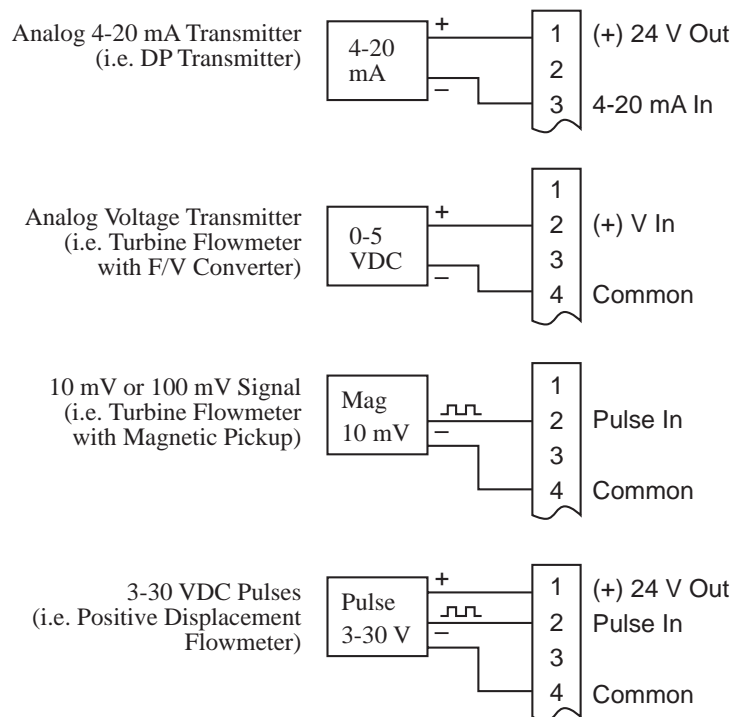 Analog 4-20 mA Transmitter
(i.e. DP Transmitter)
4-20
mA
+
–
1
2
3
(+) 24 V Out
4-20 mA In
Analog Voltage Transmitter
(i.e. Turbine Flowmeter
with F/V Converter)
0-5
VDC
+
–
1
2
3
4
(+) V In
Common
10 mV or 100 mV Signal
(i.e. Turbine Flowmeter
with Magnetic Pickup)
Mag
10 mV
–
1
2
3
4
Pulse In
Common
3-30 VDC Pulses
(i.e. Positive Displacement
Flowmeter)
Pulse
3-30 V
+
–
1
2
3
4
(+) 24 V Out
Pulse In
Common